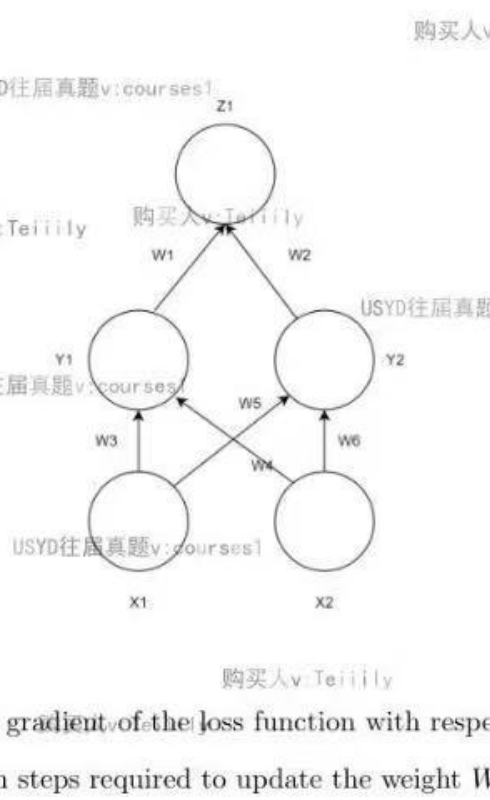 购买人v
D往届真题v:courses1
Z1
购买人v:Teiiily
:Teiiily
W1 W2
USYD往届真题
Y1 Y2
往届真题v:courses1
W5
W3 W6
W4
USYD往届真题v:courses1
X1 X2
购买人v:Teiiily
gradient of the loss function with respe
n steps required to update the weight W